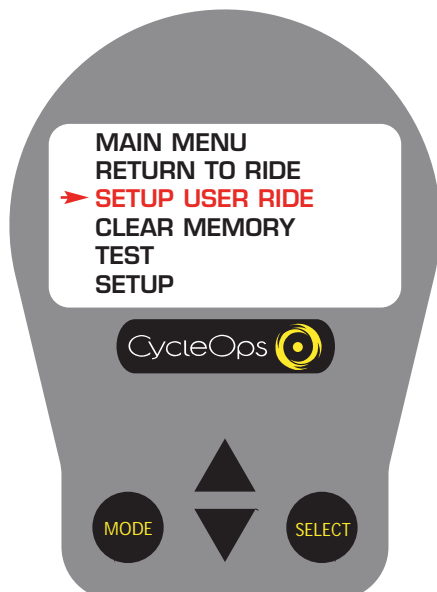 MAIN MENU
RETURN TO RIDE
SETUP USER RIDE
CLEAR MEMORY
TEST
SETUP
CycleOps
MODE
SELECT